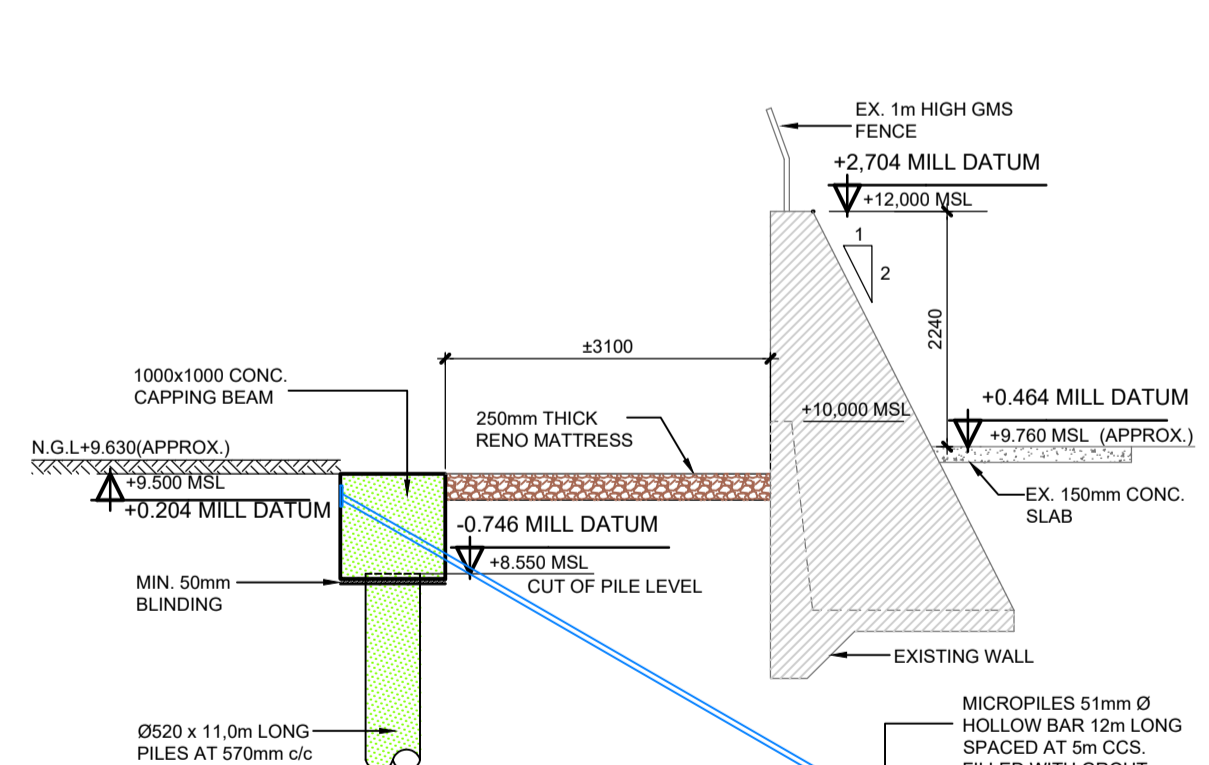 EX. 1m HIGH GMS
FENCE
+2,704 MILL DATUM
+12,000 MSL
1
2
2240
±3100
1000x1000 CONC.
CAPPING BEAM
250mm THICK
RENO MATTRESS
+10,000 MSL
+0.464 MILL DATUM
+9.760 MSL (APPROX.)
N.G.L+9.630(APPROX.)
+9.500 MSL
+0.204 MILL DATUM
EX. 150mm CONC.
SLAB
-0.746 MILL DATUM
+8.550 MSL
CUT OF PILE LEVEL
MIN. 50mm
BLINDING
EXISTING WALL
Ø520 x 11,0m LONG
PILES AT 570mm c/c
MICROPILES 51mm Ø
HOLLOW BAR 12m LONG
SPACED AT 5m CCS.
FILLED WITH GROUT